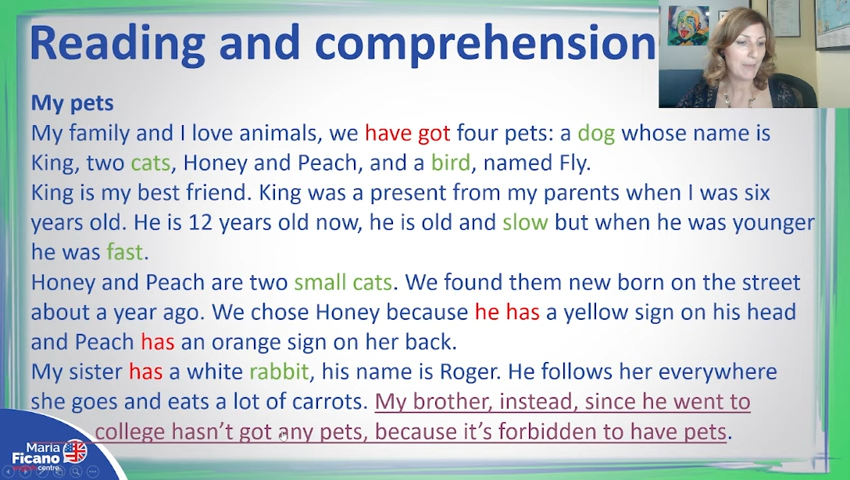 Reading and comprehension
My pets
My family and I love animals, we have got four pets: a dog whose name is
King, two cats, Honey and Peach, and a bird, named Fly.
King is my best friend. King was a present from my parents when I was six
years old. He is 12 years old now, he is old and slow but when he was younger
he was fast.
Honey and Peach are two small cats. We found them new born on the street
about a year ago. We chose Honey because he has a yellow sign on his head
and Peach has an orange sign on her back.
My sister has a white rabbit, his name is Roger. He follows her everywhere
she goes and eats a lot of carrots. My brother, instead, since he went to
college hasn't got any pets, because it's forbidden to have pets.
Maria
Ficano
centre.